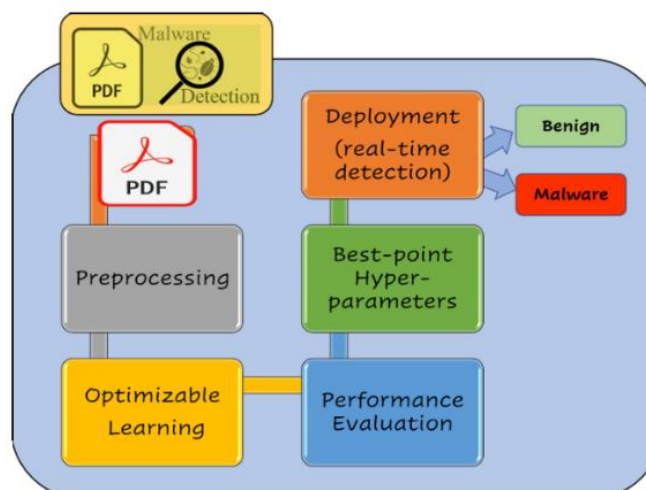 Malware
PDF
Detection
PDF
Preprocessing
Optimizable
Learning
Performance
Evaluation
Best-point
Hyper-
parameters
Deployment
(real-time
detection)
Benign
Malware